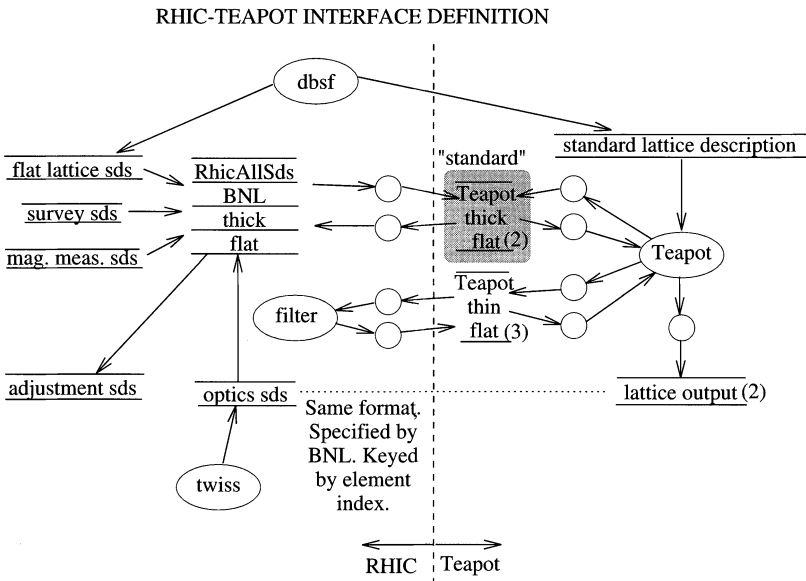 RHIC-TEAPOT INTERFACE DEFINITION
dbsf
flat lattice sds
survey sds
mag. meas. sds
RhicAllSds
BNL
thick
flat
"standard"
Teapot
thick
flat (2)
standard lattice description
Teapot
Teapot
thin
flat (3)
filter
adjustment sds
optics sds
lattice output (2)
Same format.
Specified by
BNL. Keyed
by element
index.
twiss
RHIC
Teapot